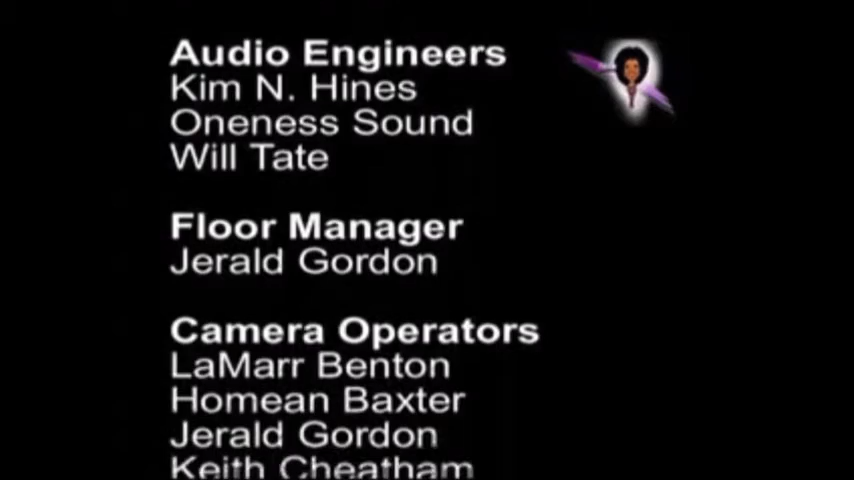 Audio Engineers
Kim N. Hines
Oneness Sound
Will Tate
Floor Manager
Jerald Gordon
Camera Operators
LaMarr Benton
Homean Baxter
Jerald Gordon
Keith Cheatham